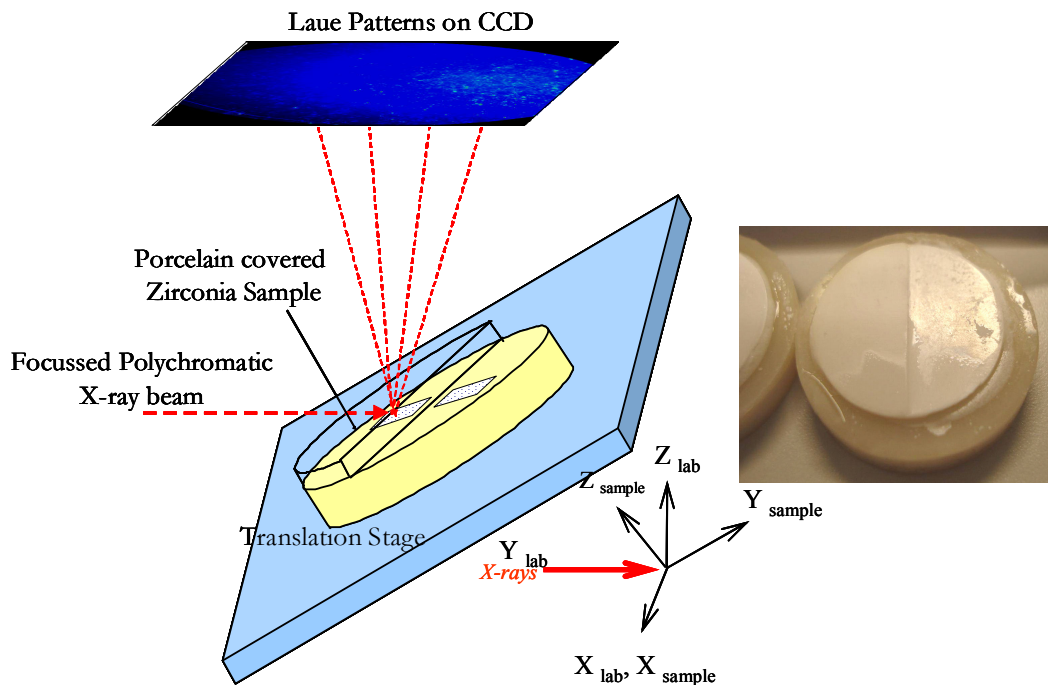 Laue Patterns on CCD
Porcelain covered
Zirconia Sample
Focussed Polychromatic
X-ray beam
Translation Stage
Z lab
Z sample
Y sample
Y lab
X-rays
X lab, X sample